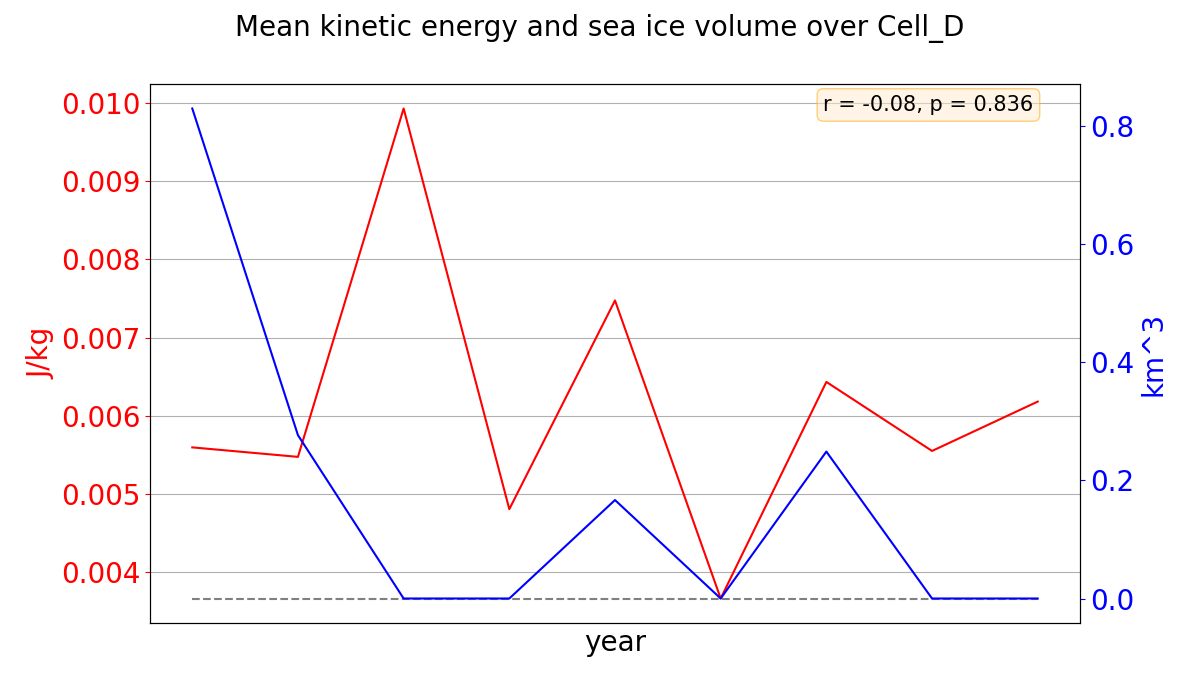 Mean kinetic energy and sea ice volume over Cell_D
r = -0.08, p = 0.836
0.010
0.009
0.008
0.007
0.006
0.005
0.004
J/kg
0.8
0.6
0.4
0.2
0.0
km^3
year